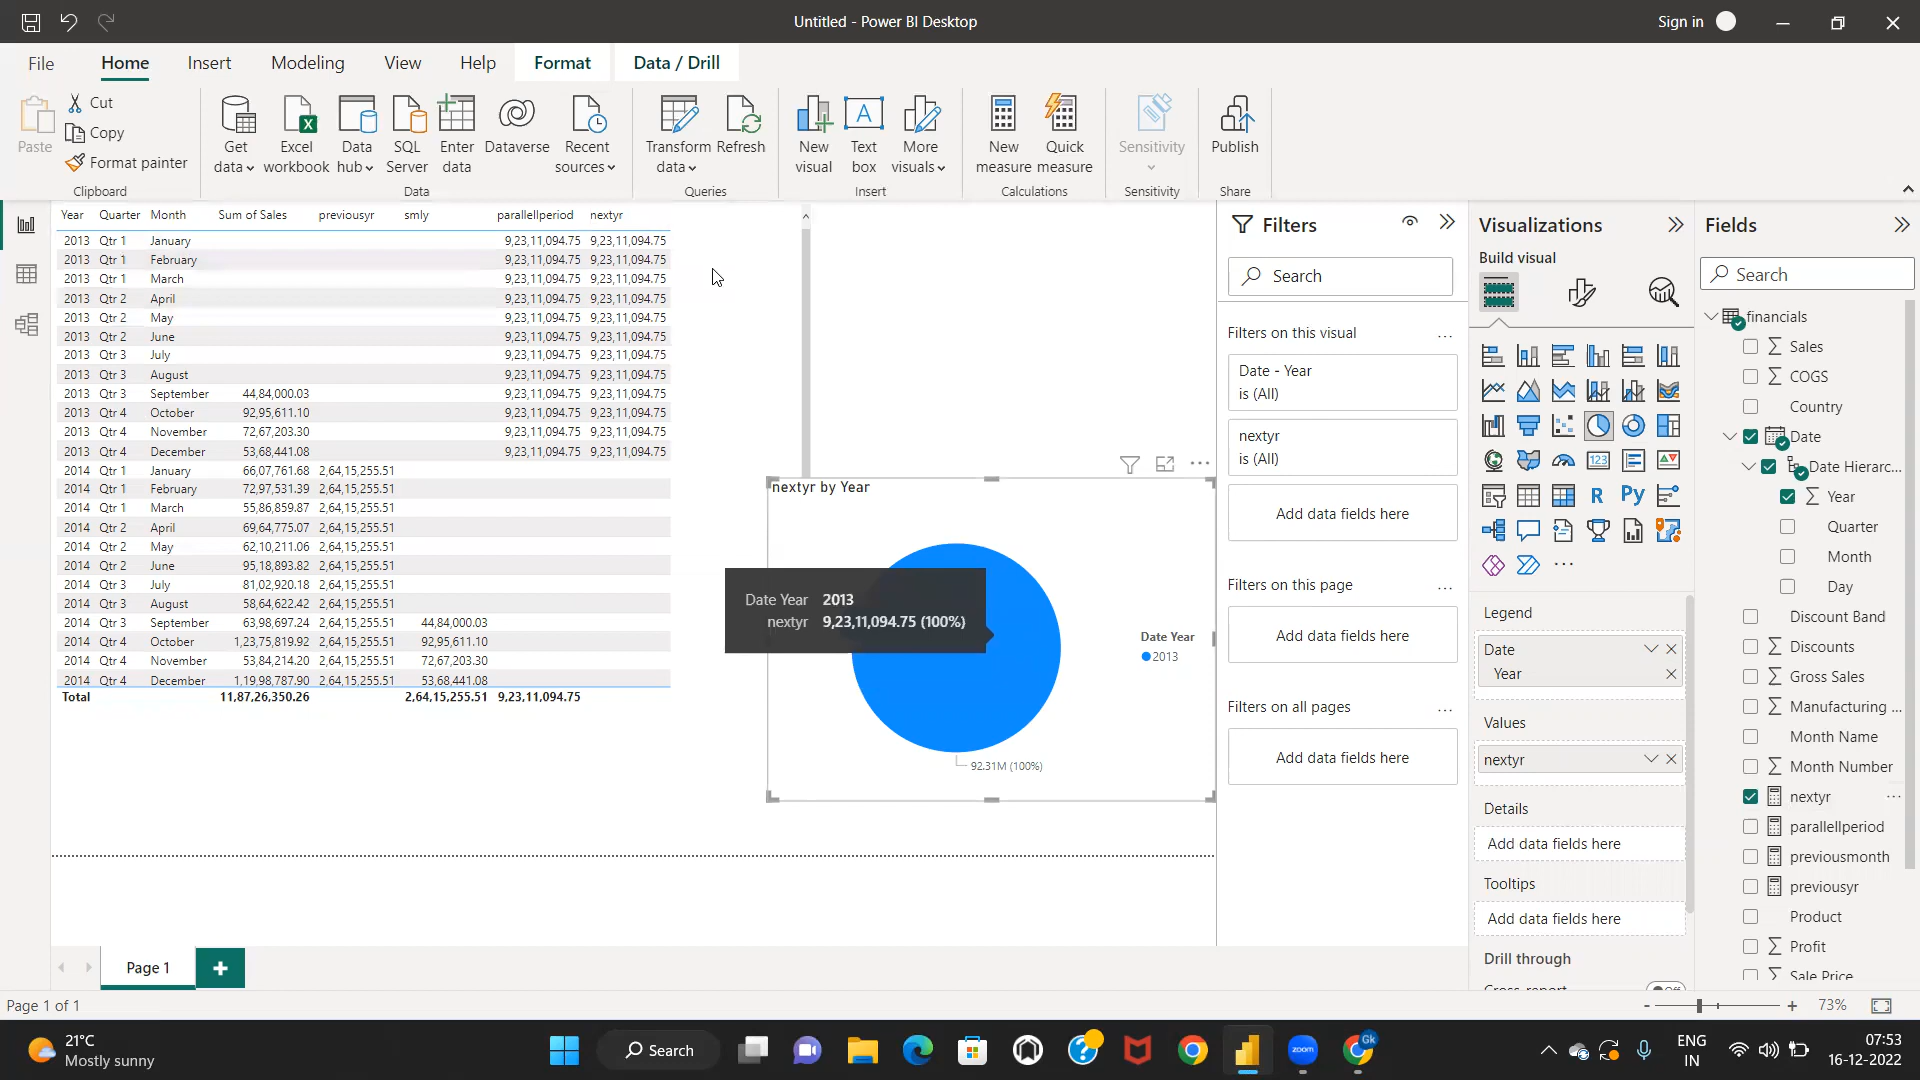 Untitled - Power BI Desktop
Sign in
File Home Insert Modeling View Help Format Data / Drill
Paste
Cut
Copy
Format painter
Clipboard
Get data
Excel workbook
Data hub
SQL Server
Enter data
Dataverse
Recent sources
Data
Transform data
Refresh
Queries
New visual
Text box
More visuals
Insert
New measure
Quick measure
Calculations
Sensitivity
Sensitivity
Publish
Share
Year Quarter Month Sum of Sales previousyr smly parallellperiod nextyr
2013 Qtr 1 January 9,23,11,094.75 9,23,11,094.75
2013 Qtr 1 February 9,23,11,094.75 9,23,11,094.75
2013 Qtr 1 March 9,23,11,094.75 9,23,11,094.75
2013 Qtr 2 April 9,23,11,094.75 9,23,11,094.75
2013 Qtr 2 May 9,23,11,094.75 9,23,11,094.75
2013 Qtr 2 June 9,23,11,094.75 9,23,11,094.75
2013 Qtr 3 July 9,23,11,094.75 9,23,11,094.75
2013 Qtr 3 August 9,23,11,094.75 9,23,11,094.75
2013 Qtr 3 September 44,84,000.03 9,23,11,094.75 9,23,11,094.75
2013 Qtr 4 October 92,95,611.10 9,23,11,094.75 9,23,11,094.75
2013 Qtr 4 November 72,67,203.30 9,23,11,094.75 9,23,11,094.75
2013 Qtr 4 December 53,68,441.08 9,23,11,094.75 9,23,11,094.75
2014 Qtr 1 January 66,07,761.68 2,64,15,255.51
2014 Qtr 1 February 72,97,531.39 2,64,15,255.51
2014 Qtr 1 March 55,86,859.87 2,64,15,255.51
2014 Qtr 2 April 69,64,775.07 2,64,15,255.51
2014 Qtr 2 May 62,10,211.06 2,64,15,255.51
2014 Qtr 2 June 95,18,893.82 2,64,15,255.51
2014 Qtr 3 July 81,02,920.18 2,64,15,255.51
2014 Qtr 3 August 58,64,622.42 2,64,15,255.51
2014 Qtr 3 September 63,98,697.24 2,64,15,255.51 44,84,000.03
2014 Qtr 4 October 1,23,75,819.92 2,64,15,255.51 92,95,611.10
2014 Qtr 4 November 53,84,214.20 2,64,15,255.51 72,67,203.30
2014 Qtr 4 December 1,19,98,787.90 2,64,15,255.51 53,68,441.08
Total 11,87,26,350.26 2,64,15,255.51 9,23,11,094.75
nextyr by Year
Date Year 2013
nextyr 9,23,11,094.75 (100%)
Date Year
2013
92.31M (100%)
Filters
Search
Filters on this visual
...
Date - Year
is (All)
nextyr
is (All)
Add data fields here
Filters on this page
...
Add data fields here
Filters on all pages
...
Add data fields here
Visualizations
Build visual
123
R
Py
...
Legend
Date
Year
Values
nextyr
Details
Add data fields here
Tooltips
Add data fields here
Drill through
Cross-report
Off
Fields
Search
financials
Sales
COGS
Country
Date
Date Hierarc...
Year
Quarter
Month
Day
Discount Band
Discounts
Gross Sales
Manufacturing ...
Month Name
Month Number
nextyr ...
parallellperiod
previousmonth
previousyr
Product
Profit
Sale Price
Page 1
Page 1 of 1
- + 73%
21°C
Mostly sunny
Search
zoom
Gk
ENG
IN
07:53
16-12-2022